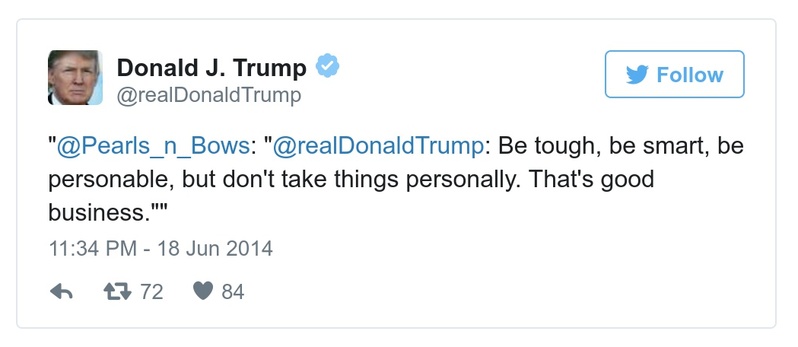 Donald J. Trump
@realDonaldTrump
Follow
"@Pearls_n_Bows: "@realDonaldTrump: Be tough, be smart, be
personable, but don't take things personally. That's good
business.""
11:34 PM - 18 Jun 2014
72 84